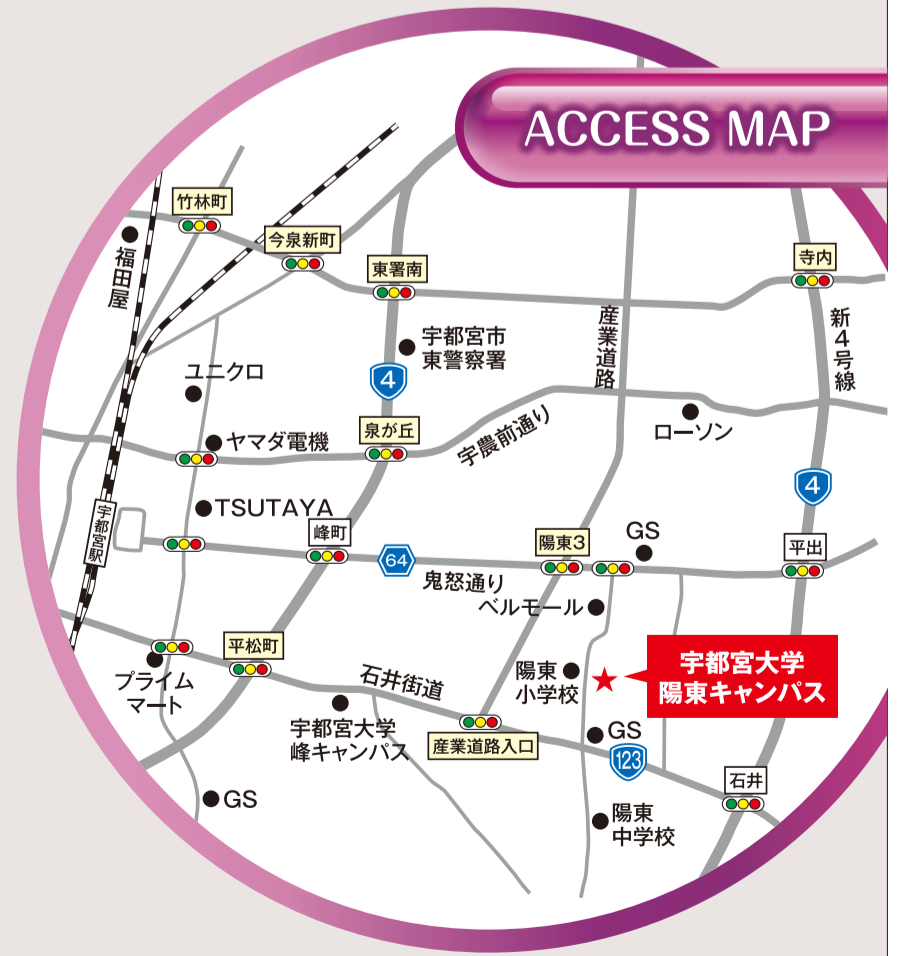 ACCESS MAP
竹林町
福田屋
今泉新町
東署南
寺内
宇都宮市
東警察署
産業道路
新4号線
4
ユニクロ
ヤマダ電機
泉が丘
宇農前通り
ローソン
4
宇都宮駅
TSUTAYA
峰町
64
鬼怒通り
陽東3
GS
平出
ベルモール
平松町
プライム
マート
石井街道
宇都宮大学
峰キャンパス
陽東
小学校
宇都宮大学
陽東キャンパス
産業道路入口
GS
123
石井
GS
陽東
中学校